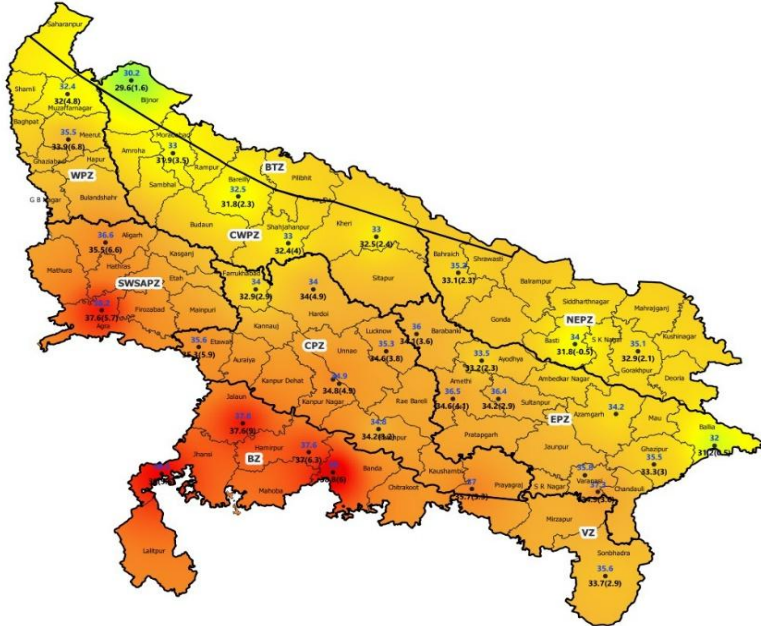 Saharanpur
Shamli
32.4
32(4.8)
Muzaffarnagar
30.2
29.6(1.6)
Bijnor
Baghpat
35.5
Meerut
33.9(6.8)
Ghaziabad
Hapur
WPZ
G B Nagar
Bulandshahr
Moradabad
Amroha
33
31.9(3.5)
Rampur
Sambhal
Bareilly
32.5
31.8(2.3)
BTZ
Pilibhit
Budaun
CWPZ
Shahjahanpur
33
32.4(4)
Kheri
33
32.5(2.4)
Sitapur
36.6
Aligarh
35.5(6.6)
Mathura
Hathras
Kasganj
SWSAPZ
Etah
Firozabad
Mainpuri
37.6(5.7)
Agra
Farrukhabad
34
32.9(2.9)
Kannauj
34
34(4.9)
Hardoi
Bahraich
Shrawasti
33.1(2.3)
Balrampur
Gonda
Siddharthnagar
Maharajganj
NEPZ
Basti
S K Nagar
31.8(-0.5)
35.1
32.9(2.1)
Kushinagar
Gorakhpur
Deoria
35.6
Etawah
Auraiya
CPZ
Lucknow
35.3
34.6(3.8)
Unnao
36
Barabanki
34.1(3.6)
33.5
33.2(2.3)
Ayodhya
Ambedkar Nagar
Kanpur Dehat
34.8(4.9)
Kanpur Nagar
Rae Bareli
Amethi
36.5
34.6(4.1)
36.4
Sultanpur
34.2(2.9)
Azamgarh
34.2
EPZ
Mau
Ballia
32
Jalaun
37.8
Pratapgarh
Jaunpur
Ghazipur
35.5
33.3(3)
Jhansi
Hamirpur
BZ
37.6
37(6.3)
Banda
Mahoba
Chitrakoot
Kaushambi
Prayagraj
S R Nagar
Varanasi
Chandauli
Mirzapur
VZ
Lalitpur
Sonbhadra
35.6
33.7(2.9)